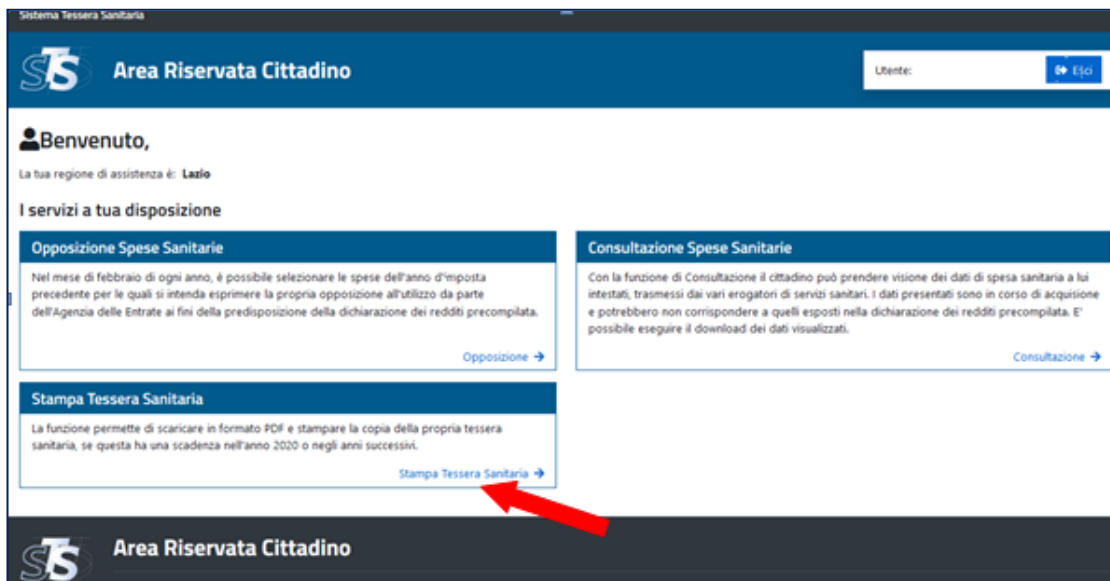 Sistema Tessera Sanitaria
STS
Area Riservata Cittadino
Utente:
Esci
Benvenuto,
La tua regione di assistenza è: Lazio
I servizi a tua disposizione
Opposizione Spese Sanitarie
Nel mese di febbraio di ogni anno, è possibile selezionare le spese dell'anno d'imposta
precedente per le quali si intenda esprimere la propria opposizione all'utilizzo da parte
dell'Agenzia delle Entrate ai fini della predisposizione della dichiarazione dei redditi precompilata.
Opposizione →
Consultazione Spese Sanitarie
Con la funzione di Consultazione il cittadino può prendere visione dei dati di spesa sanitaria a lui
intestati, trasmessi dai vari erogatori di servizi sanitari. I dati presentati sono in corso di acquisione
e potrebbero non corrispondere a quelli esposti nella dichiarazione dei redditi precompilata. E'
possibile eseguire il download dei dati visualizzati.
Consultazione →
Stampa Tessera Sanitaria
La funzione permette di scaricare in formato PDF e stampare la copia della propria tessera
sanitaria, se questa ha una scadenza nell'anno 2020 o negli anni successivi.
Stampa Tessera Sanitaria →
STS
Area Riservata Cittadino